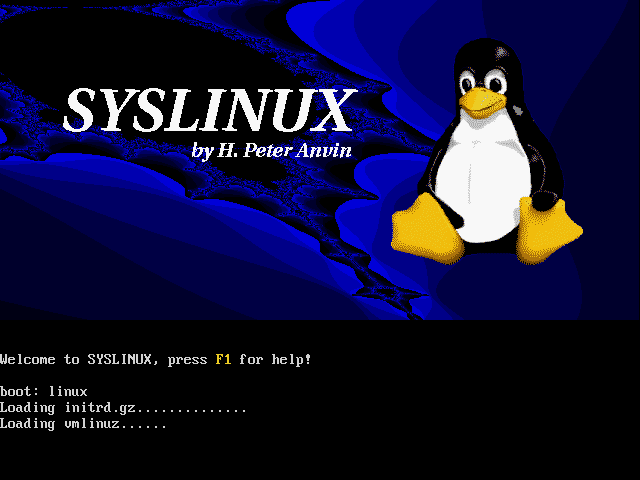 SYSLINUX
by H. Peter Anvin
Welcome to SYSLINUX, press F1 for help!
boot: linux
Loading initrd.gz..............
Loading vmlinuz......